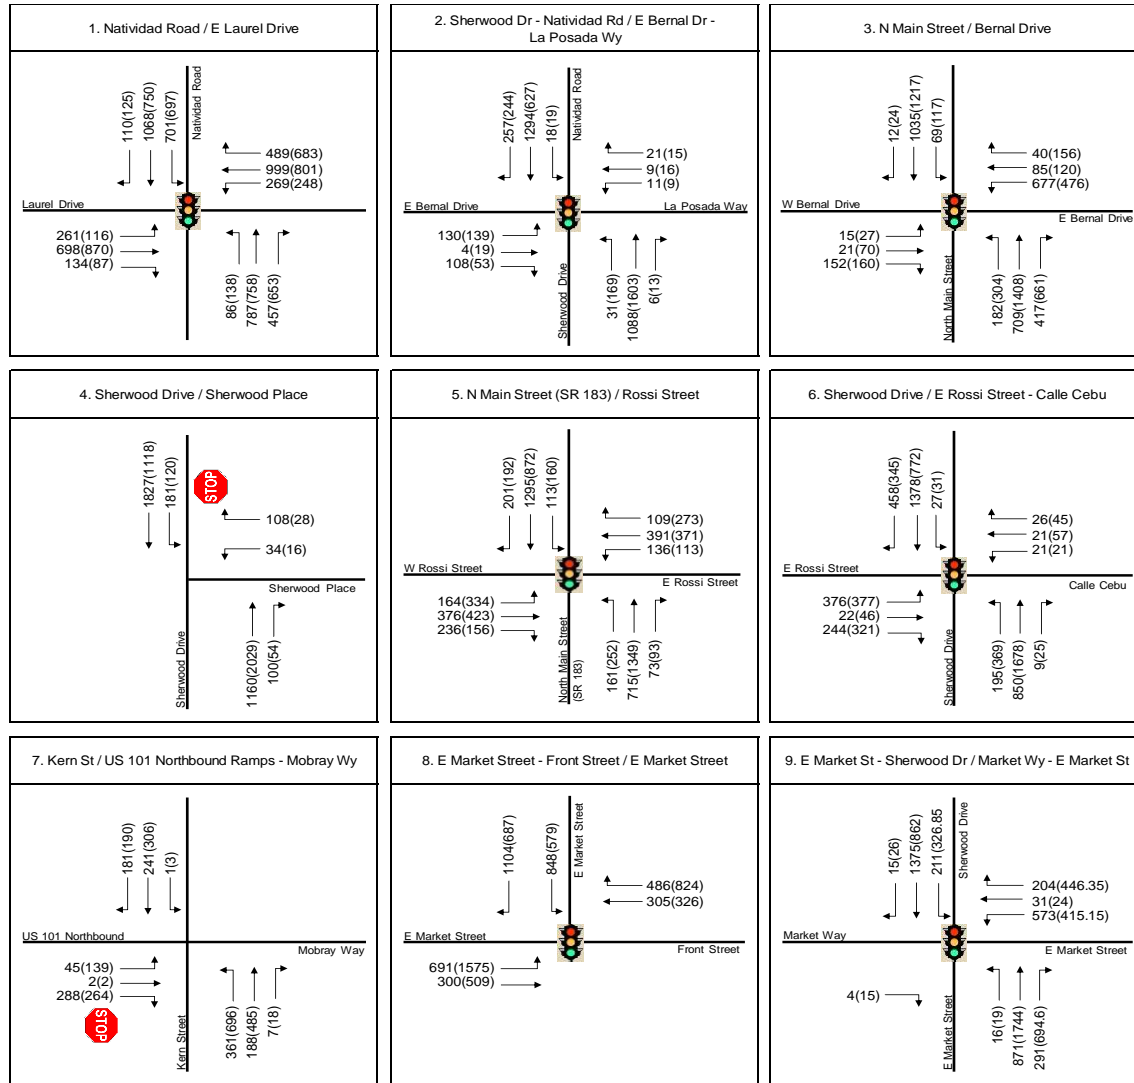 1. Natividad Road / E Laurel Drive
110(125)
1068(750)
701(697)
Natividad Road
489(683)
999(801)
269(248)
Laurel Drive
261(116)
698(870)
134(87)
86(138)
787(758)
457(653)
2. Sherwood Dr - Natividad Rd / E Bernal Dr -
La Posada Wy
257(244)
1294(627)
18(19)
Natividad Road
21(15)
9(16)
11(9)
E Bernal Drive
La Posada Way
130(139)
4(19)
108(53)
Sherwood Drive
31(169)
1088(1603)
6(13)
3. N Main Street / Bernal Drive
12(24)
1035(1217)
69(117)
40(156)
85(120)
677(476)
W Bernal Drive
E Bernal Drive
15(27)
21(70)
152(160)
North Main Street
182(304)
709(1408)
417(661)
4. Sherwood Drive / Sherwood Place
1827(1118)
181(120)
STOP
108(28)
34(16)
Sherwood Place
Sherwood Drive
1160(2029)
100(54)
5. N Main Street (SR 183) / Rossi Street
201(192)
1295(872)
113(160)
109(273)
391(371)
136(113)
W Rossi Street
E Rossi Street
164(334)
376(423)
236(156)
North Main Street
(SR 183)
161(252)
715(1349)
73(93)
6. Sherwood Drive / E Rossi Street - Calle Cebu
458(345)
1378(772)
27(31)
26(45)
21(57)
21(21)
E Rossi Street
Calle Cebu
376(377)
22(46)
244(321)
Sherwood Drive
195(369)
850(1678)
9(25)
7. Kern St / US 101 Northbound Ramps - Mobray Wy
181(190)
241(306)
1(3)
US 101 Northbound
Mobray Way
45(139)
2(2)
288(264)
STOP
Kern Street
361(696)
188(485)
7(18)
8. E Market Street - Front Street / E Market Street
1104(687)
848(579)
E Market Street
486(824)
305(326)
E Market Street
Front Street
691(1575)
300(509)
9. E Market St - Sherwood Dr / Market Wy - E Market St
15(26)
1375(862)
211(326.85
Sherwood Drive
204(446.35)
31(24)
573(415.15)
Market Way
E Market Street
4(15)
E Market Street
16(19)
871(1744)
291(694.6)